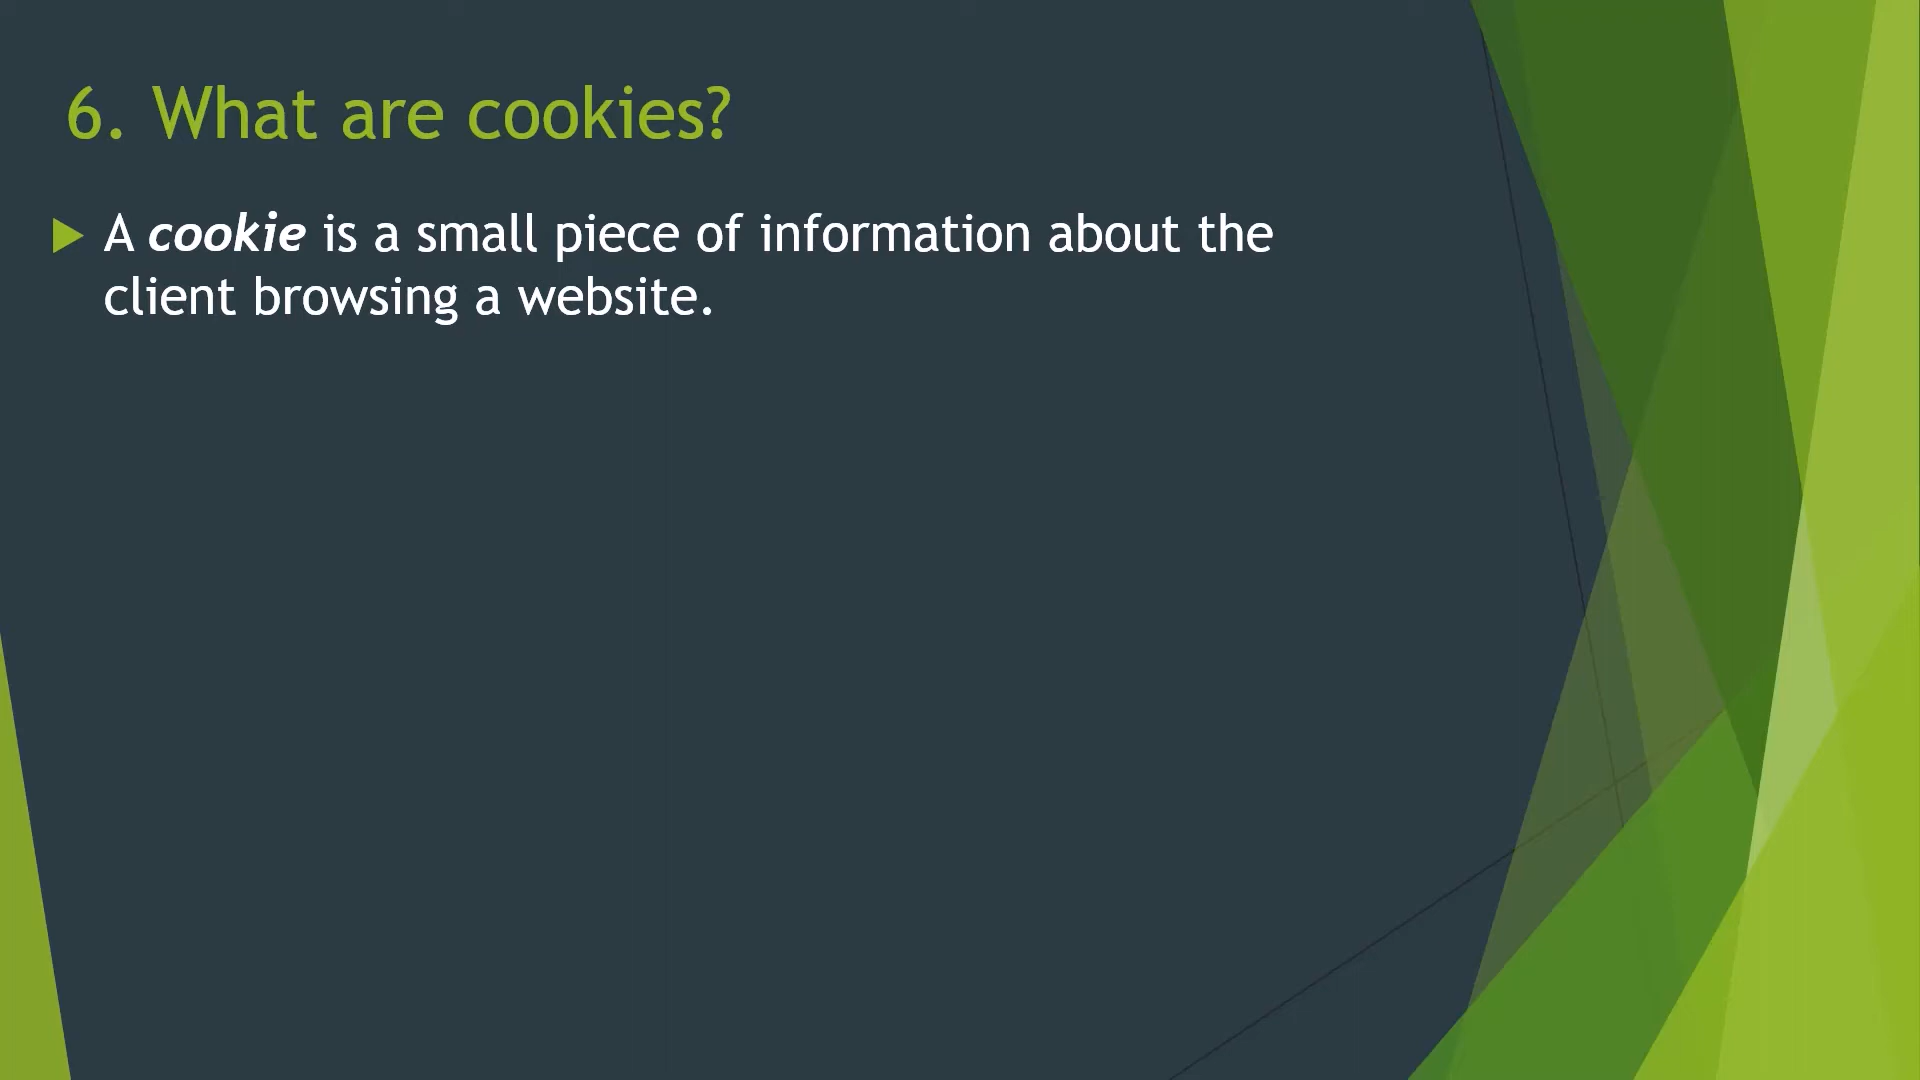 6. What are cookies?
A cookie is a small piece of information about the
client browsing a website.